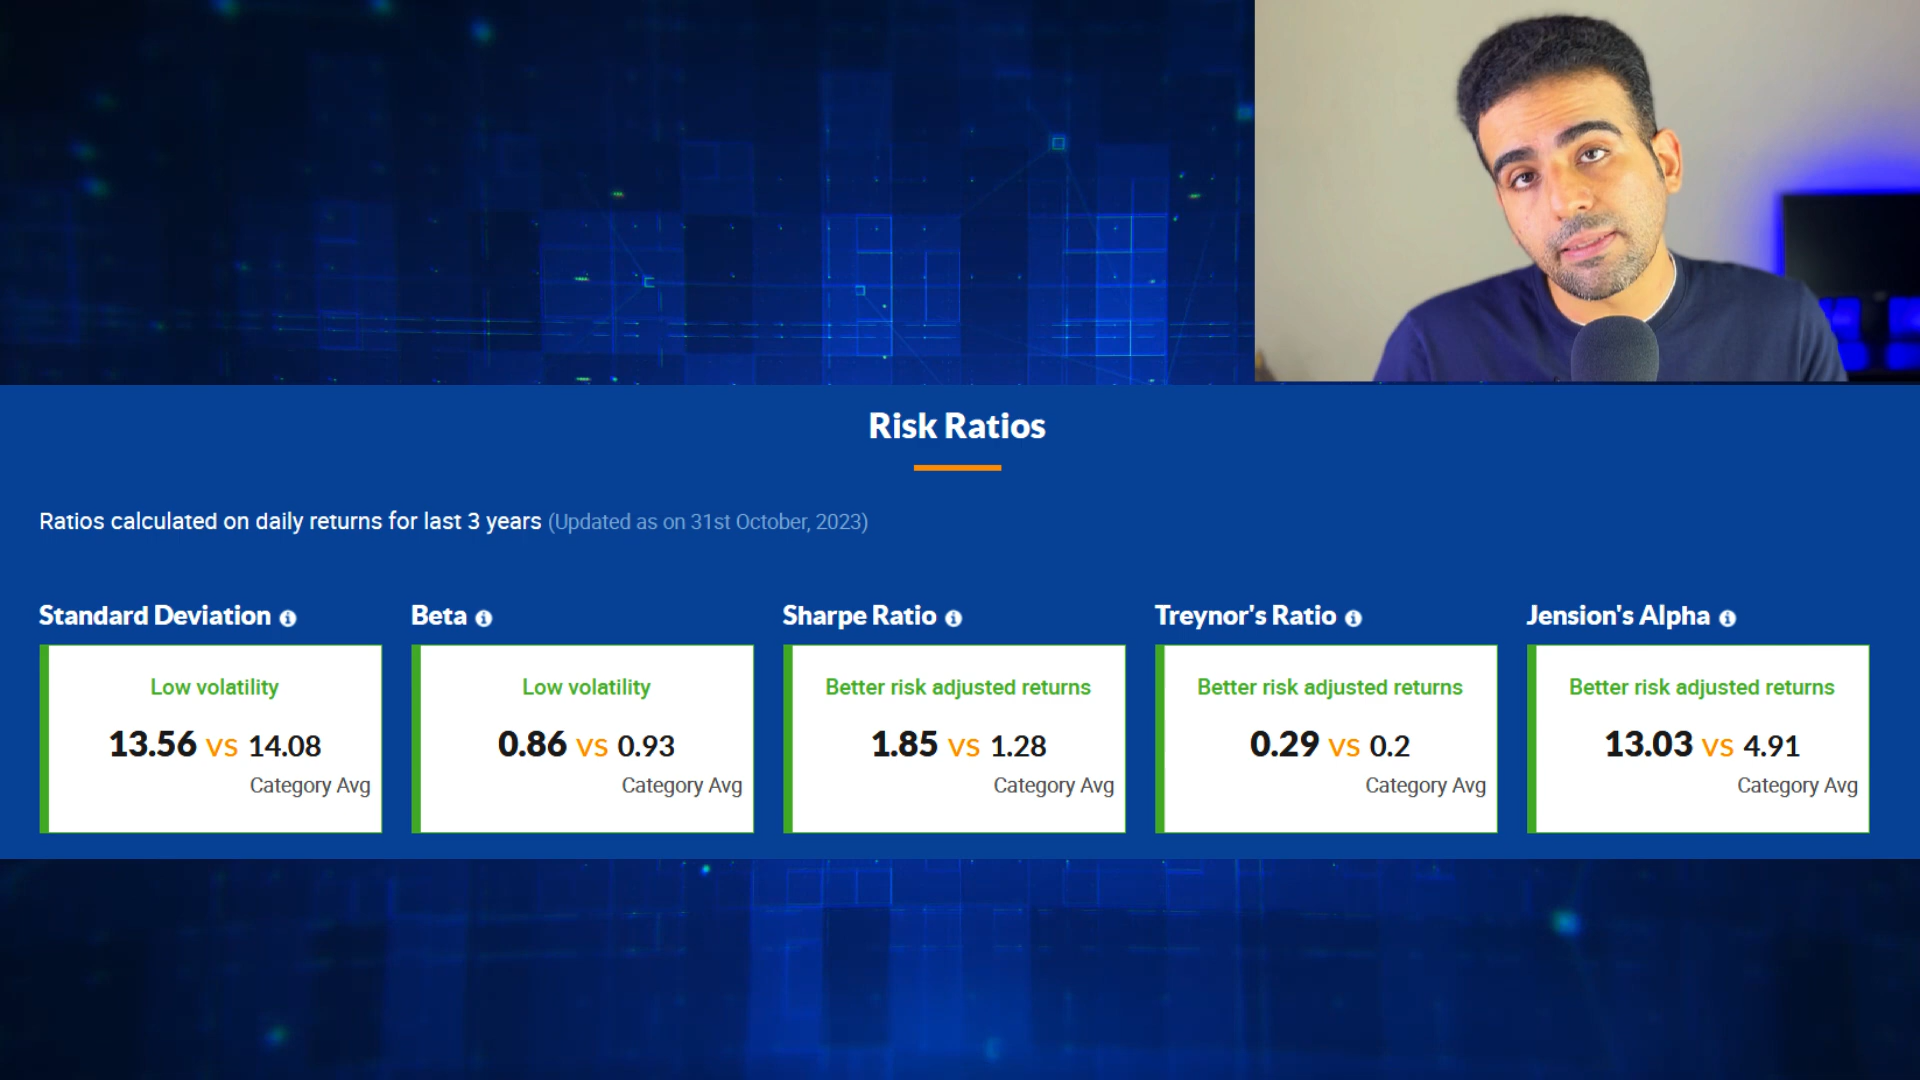 Risk Ratios
Ratios calculated on daily returns for last 3 years (Updated as on 31st October, 2023)
Standard Deviation
Low volatility
13.56 vs 14.08
Category Avg
Beta
Low volatility
0.86 vs 0.93
Category Avg
Sharpe Ratio
Better risk adjusted returns
1.85 vs 1.28
Category Avg
Treynor's Ratio
Better risk adjusted returns
0.29 vs 0.2
Category Avg
Jension's Alpha
Better risk adjusted returns
13.03 vs 4.91
Category Avg